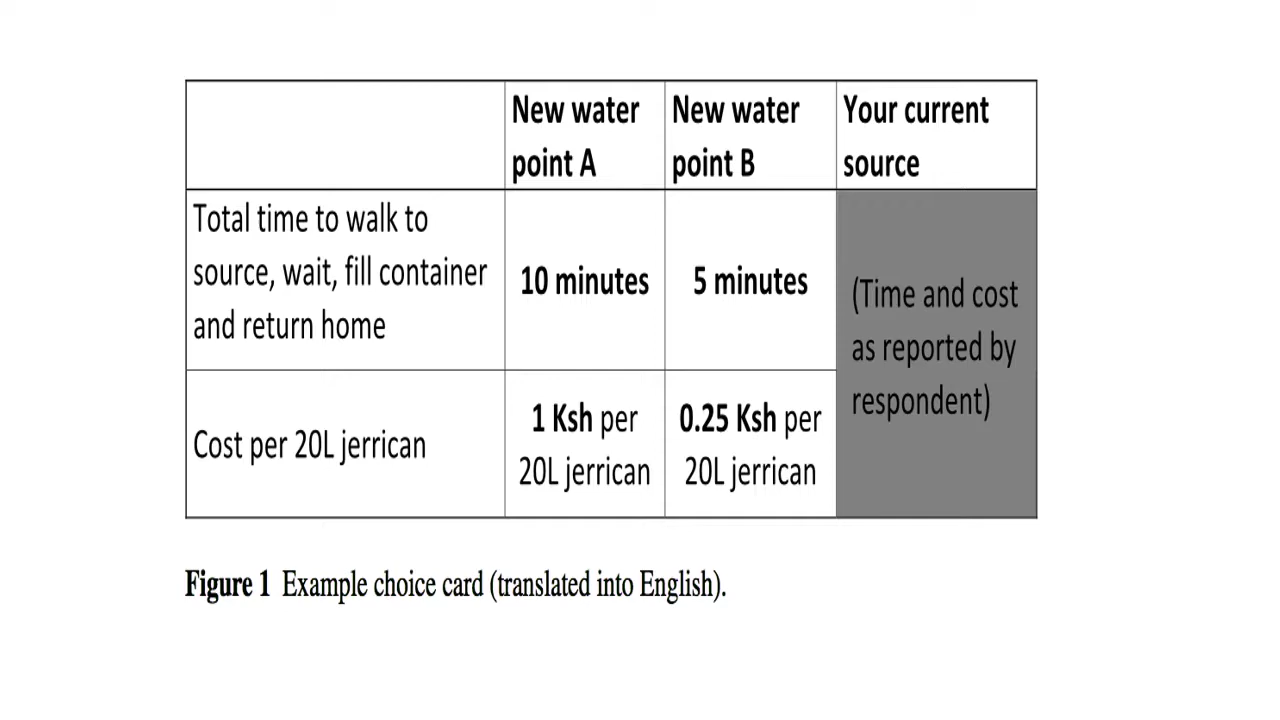 New water
point A
New water
point B
Your current
source
Total time to walk to
source, wait, fill container
and return home
10 minutes
5 minutes
(Time and cost
as reported by
respondent)
Cost per 20L jerrican
1 Ksh per
20L jerrican
0.25 Ksh per
20L jerrican
Figure 1 Example choice card (translated into English).